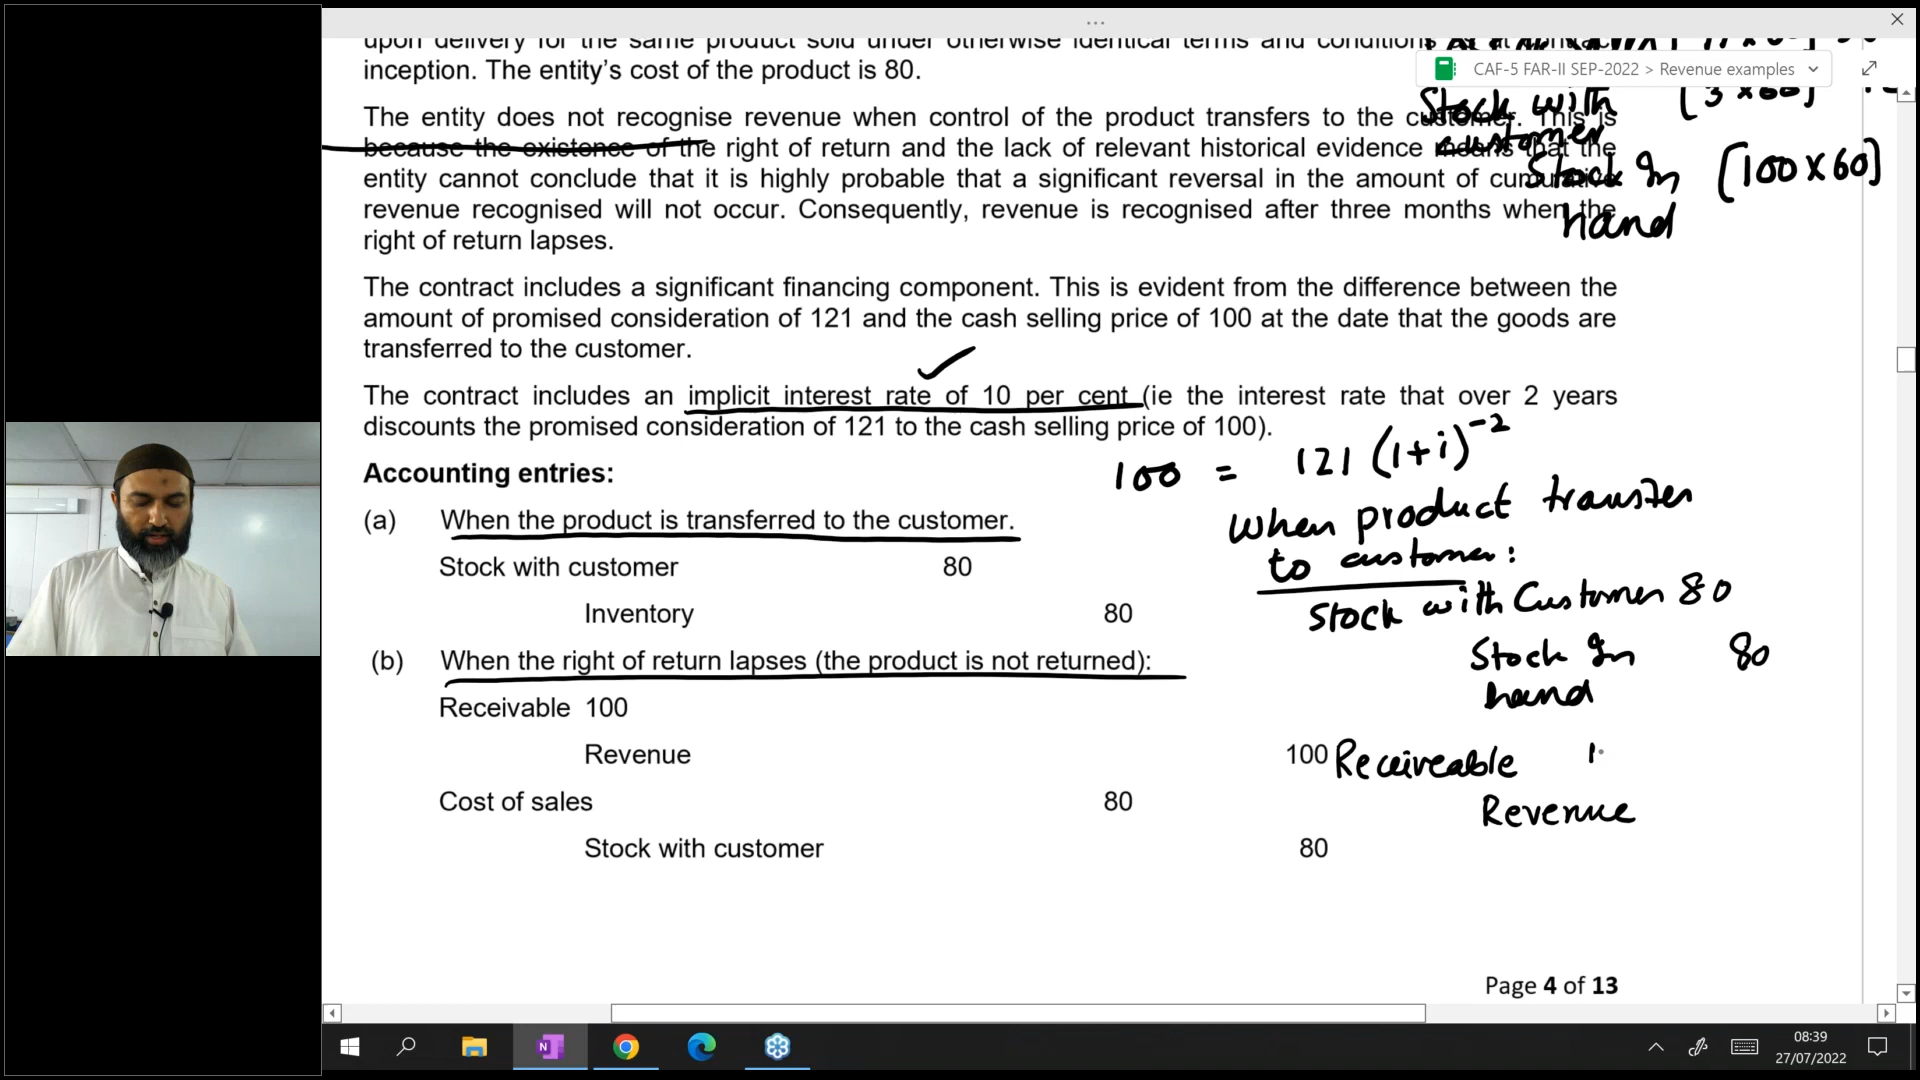 upon delivery for the same product sold under otherwise identical terms and conditions as at contract
inception. The entity's cost of the product is 80.
CAF-5 FAR-II SEP-2022 > Revenue examples
The entity does not recognise revenue when control of the product transfers to the customer. This is
because the existence of the right of return and the lack of relevant historical evidence means that the
entity cannot conclude that it is highly probable that a significant reversal in the amount of cumulative
revenue recognised will not occur. Consequently, revenue is recognised after three months when the
right of return lapses.
Stock with [3 x 60]
customer
Stock In [100 x 60]
hand
The contract includes a significant financing component. This is evident from the difference between the
amount of promised consideration of 121 and the cash selling price of 100 at the date that the goods are
transferred to the customer.
The contract includes an implicit interest rate of 10 per cent (ie the interest rate that over 2 years
discounts the promised consideration of 121 to the cash selling price of 100).
100 = 121 (1+i)^-2
Accounting entries:
(a) When the product is transferred to the customer.
Stock with customer 80
Inventory 80
(b) When the right of return lapses (the product is not returned):
Receivable 100
Revenue 100
Cost of sales 80
Stock with customer 80
When product transfer
to customer:
Stock with Customer 80
Stock In 80
hand
Receiveable 1
Revenue
Page 4 of 13
08:39
27/07/2022